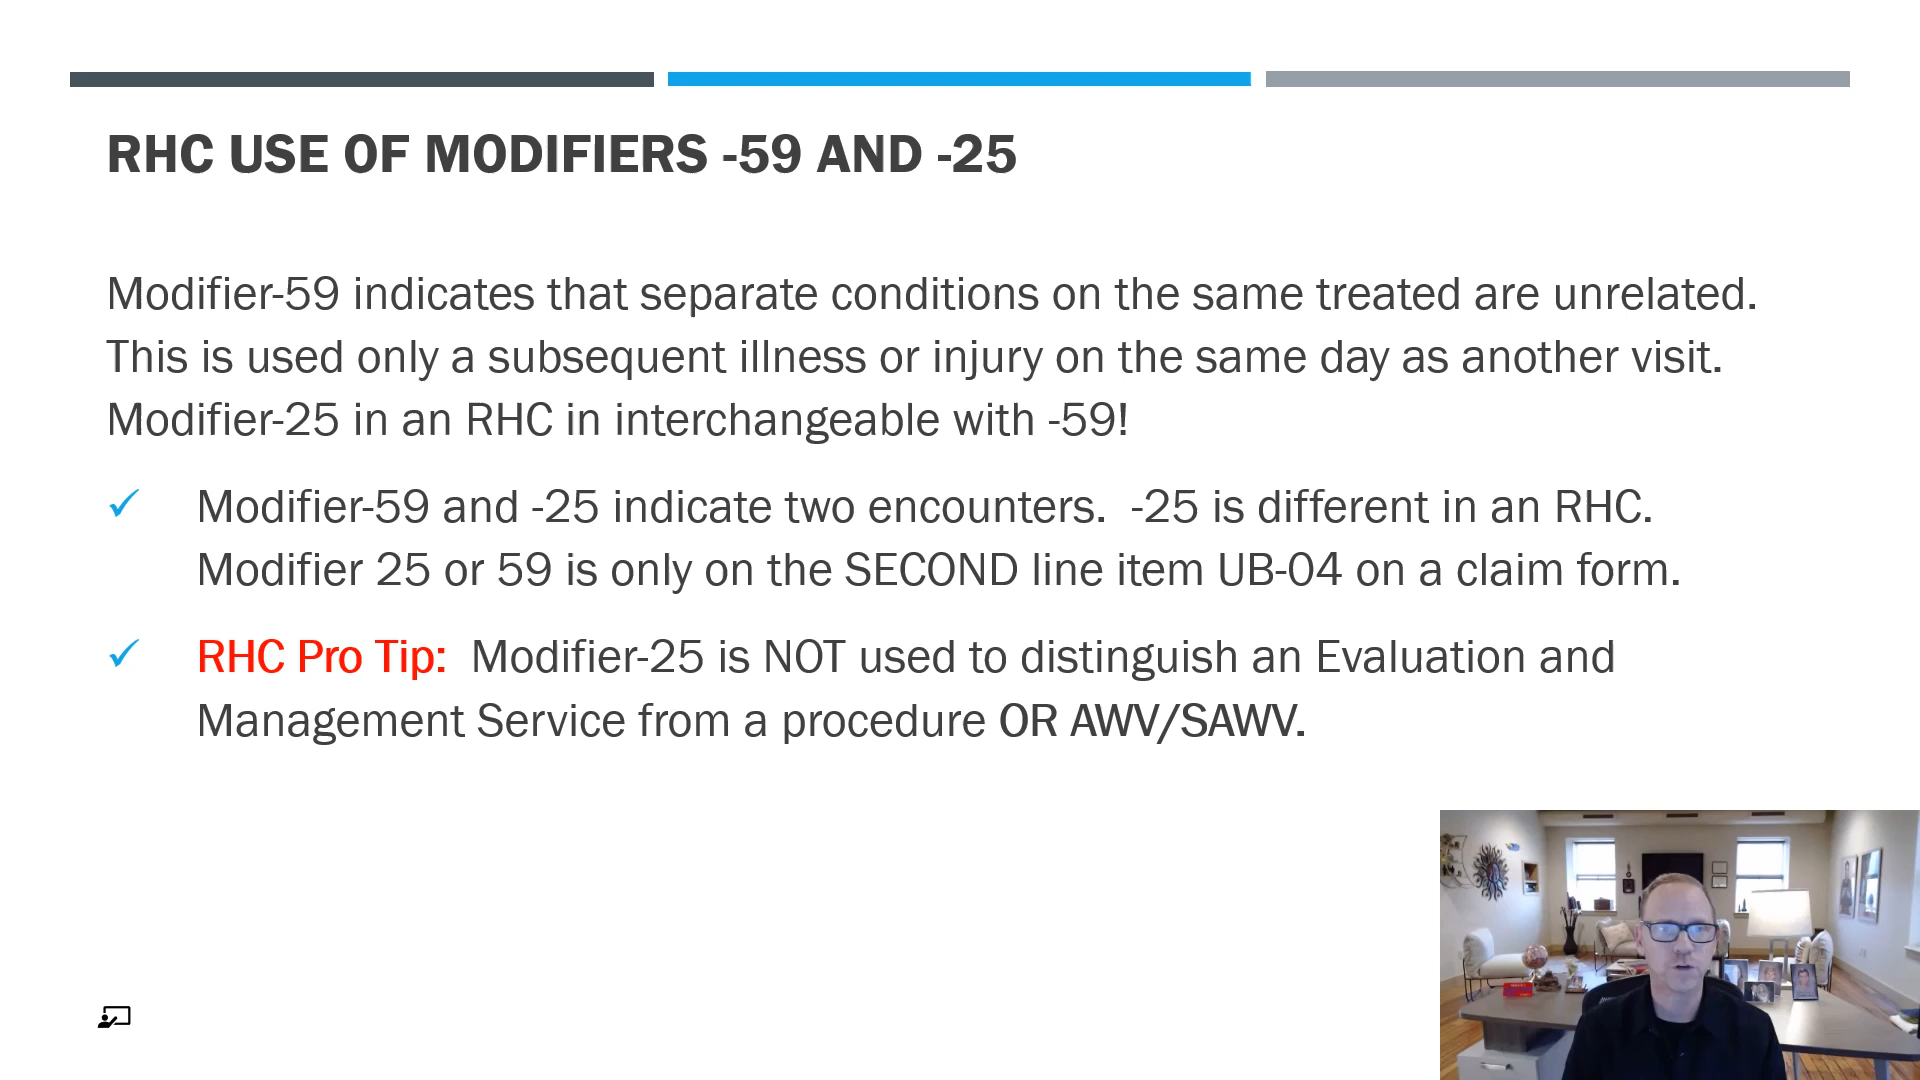 RHC USE OF MODIFIERS -59 AND -25
Modifier-59 indicates that separate conditions on the same treated are unrelated.
This is used only a subsequent illness or injury on the same day as another visit.
Modifier-25 in an RHC in interchangeable with -59!
✓ Modifier-59 and -25 indicate two encounters.  -25 is different in an RHC.
Modifier 25 or 59 is only on the SECOND line item UB-04 on a claim form.
✓ RHC Pro Tip:  Modifier-25 is NOT used to distinguish an Evaluation and
Management Service from a procedure OR AWV/SAWV.